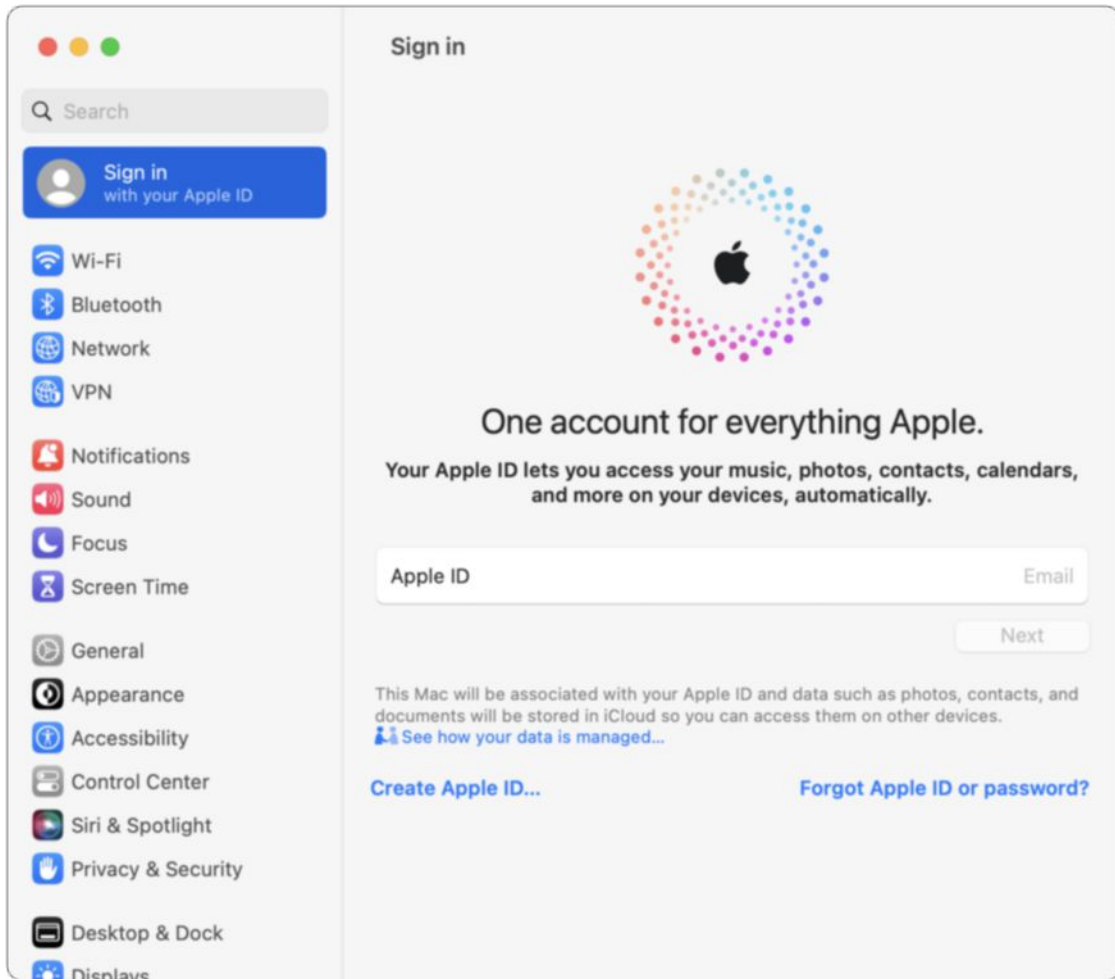 Sign in
Search
Sign in
with your Apple ID
Wi-Fi
Bluetooth
Network
VPN
Notifications
Sound
Focus
Screen Time
General
Appearance
Accessibility
Control Center
Siri & Spotlight
Privacy & Security
Desktop & Dock
Displays
One account for everything Apple.
Your Apple ID lets you access your music, photos, contacts, calendars,
and more on your devices, automatically.
Apple ID Email
Next
This Mac will be associated with your Apple ID and data such as photos, contacts, and
documents will be stored in iCloud so you can access them on other devices.
See how your data is managed...
Create Apple ID... Forgot Apple ID or password?